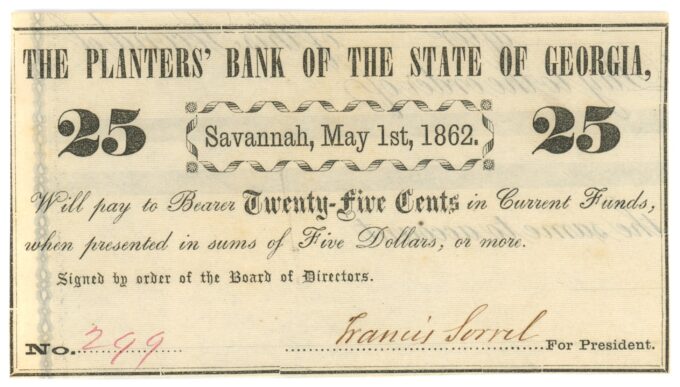 THE PLANTERS' BANK OF THE STATE OF GEORGIA,
25 Savannah, May 1st, 1862. 25
Will pay to Bearer Twenty-Five Cents in Current Funds,
when presented in sums of Five Dollars, or more.
Signed by order of the Board of Directors.
No. 299 Francis Sorrel For President.